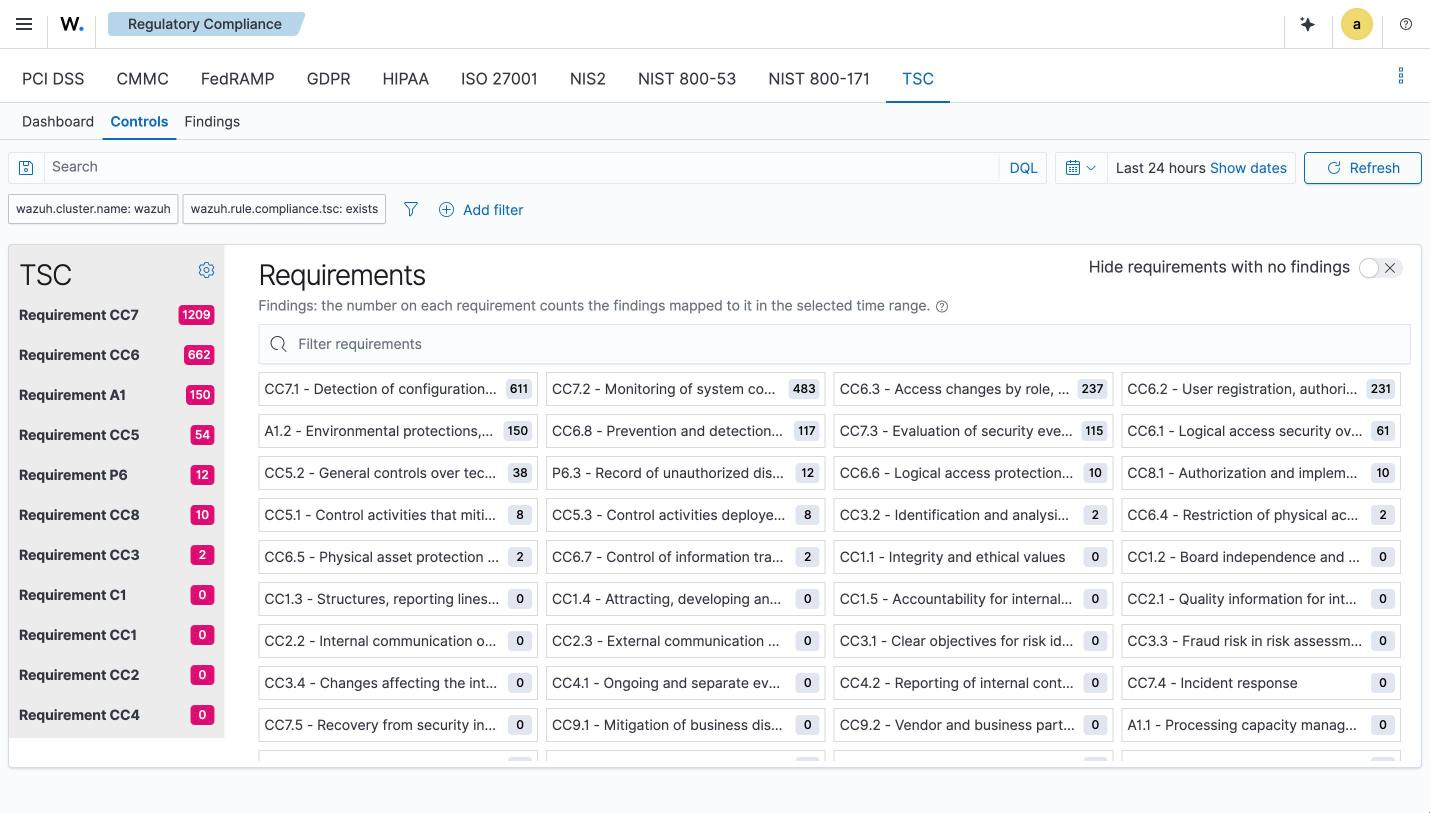 W.
Regulatory Compliance
a
PCI DSS
CMMC
FedRAMP
GDPR
HIPAA
ISO 27001
NIS2
NIST 800-53
NIST 800-171
TSC
Dashboard
Controls
Findings
Search
DQL
Last 24 hours Show dates
Refresh
wazuh.cluster.name: wazuh
wazuh.rule.compliance.tsc: exists
Add filter
TSC
Requirement CC7 1209
Requirement CC6 662
Requirement A1 150
Requirement CC5 54
Requirement P6 12
Requirement CC8 10
Requirement CC3 2
Requirement C1 0
Requirement CC1 0
Requirement CC2 0
Requirement CC4 0
Requirements
Hide requirements with no findings
Findings: the number on each requirement counts the findings mapped to it in the selected time range.
Filter requirements
CC7.1 - Detection of configuration... 611
CC7.2 - Monitoring of system co... 483
CC6.3 - Access changes by role, ... 237
CC6.2 - User registration, authori... 231
A1.2 - Environmental protections,... 150
CC6.8 - Prevention and detection... 117
CC7.3 - Evaluation of security eve... 115
CC6.1 - Logical access security ov... 61
CC5.2 - General controls over tec... 38
P6.3 - Record of unauthorized dis... 12
CC6.6 - Logical access protection... 10
CC8.1 - Authorization and implem... 10
CC5.1 - Control activities that miti... 8
CC5.3 - Control activities deploye... 8
CC3.2 - Identification and analysi... 2
CC6.4 - Restriction of physical ac... 2
CC6.5 - Physical asset protection ... 2
CC6.7 - Control of information tra... 2
CC1.1 - Integrity and ethical values 0
CC1.2 - Board independence and ... 0
CC1.3 - Structures, reporting lines... 0
CC1.4 - Attracting, developing an... 0
CC1.5 - Accountability for internal... 0
CC2.1 - Quality information for int... 0
CC2.2 - Internal communication o... 0
CC2.3 - External communication ... 0
CC3.1 - Clear objectives for risk id... 0
CC3.3 - Fraud risk in risk assessm... 0
CC3.4 - Changes affecting the int... 0
CC4.1 - Ongoing and separate ev... 0
CC4.2 - Reporting of internal cont... 0
CC7.4 - Incident response 0
CC7.5 - Recovery from security in... 0
CC9.1 - Mitigation of business dis... 0
CC9.2 - Vendor and business part... 0
A1.1 - Processing capacity manag... 0